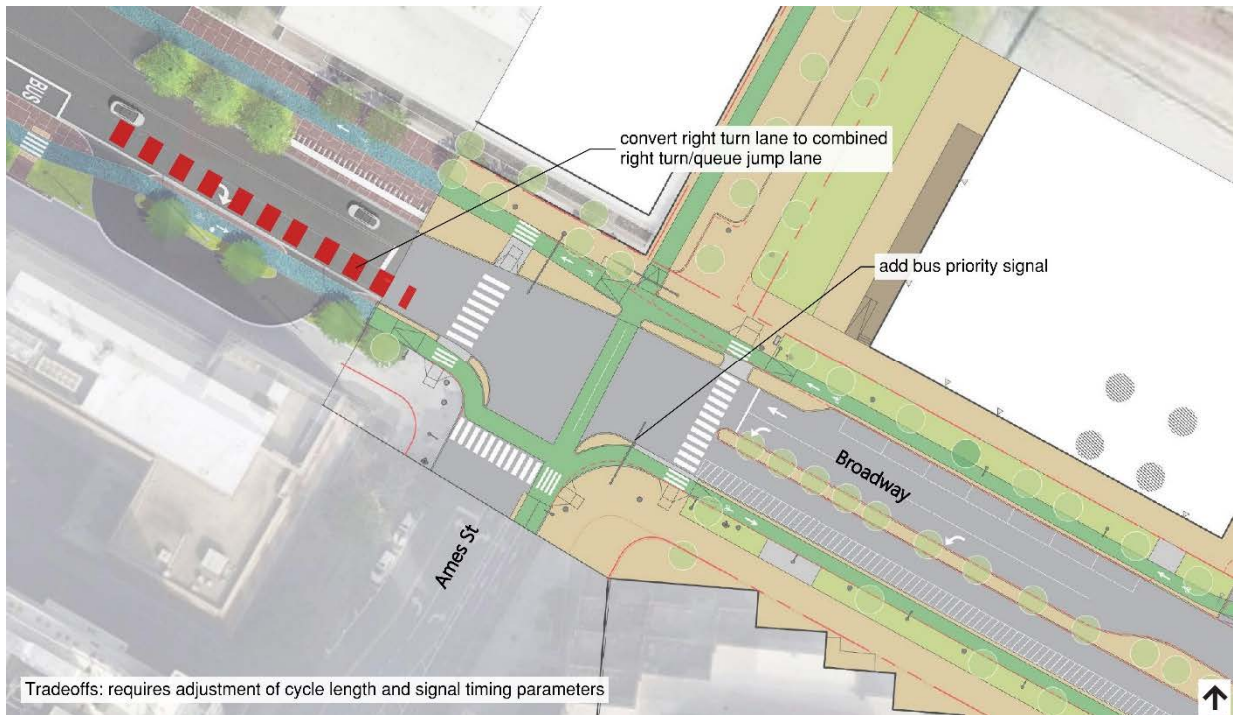 BUS
convert right turn lane to combined
right turn/queue jump lane
add bus priority signal
Broadway
Ames St
Tradeoffs: requires adjustment of cycle length and signal timing parameters